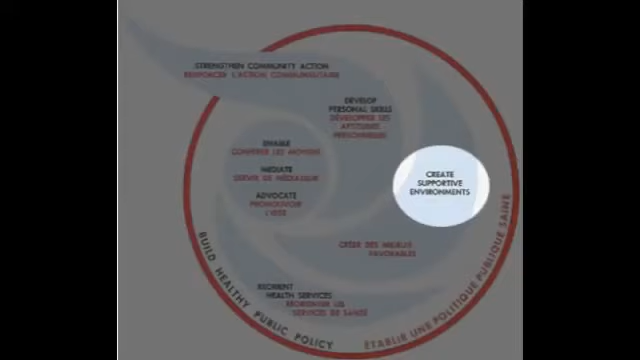 STRENGTHEN COMMUNITY ACTION
RENFORCER L'ACTION COMMUNAUTAIRE
DEVELOP
PERSONAL SKILLS
DÉVELOPPER LES
APTITUDES
PERSONNELLES
ENABLE
CONFÉRER LES MOYENS
MEDIATE
SERVIR DE MÉDIATEUR
ADVOCATE
PROMOUVOIR
L'IDÉE
CREATE
SUPPORTIVE
ENVIRONMENTS
CRÉER DES MILIEUX
FAVORABLES
REORIENT
HEALTH SERVICES
RÉORIENTER LES
SERVICES DE SANTÉ
BUILD HEALTHY PUBLIC POLICY
ÉTABLIR UNE POLITIQUE PUBLIQUE SAINE